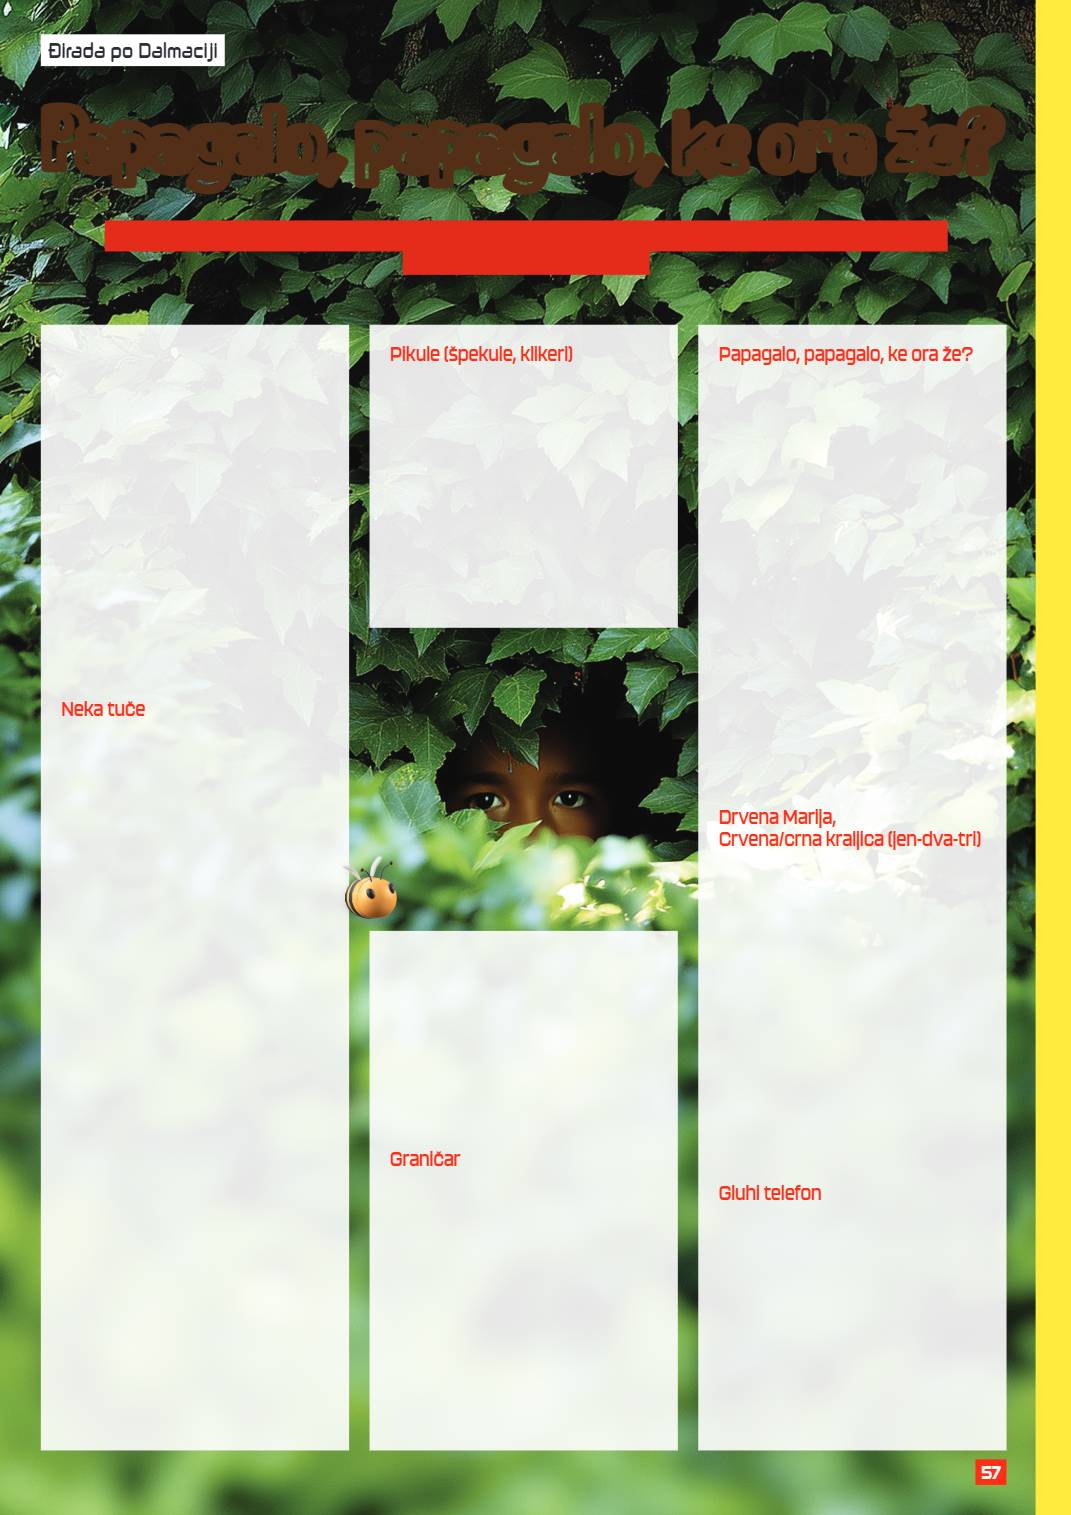 Đirada po Dalmaciji
Papagalo, papagalo, ke ora že?
Neka tuče
Pikule (špekule, klikeri)
Graničar
Papagalo, papagalo, ke ora že?
Drvena Marija,
Crvena/crna kraljica (jen-dva-tri)
Gluhi telefon
57